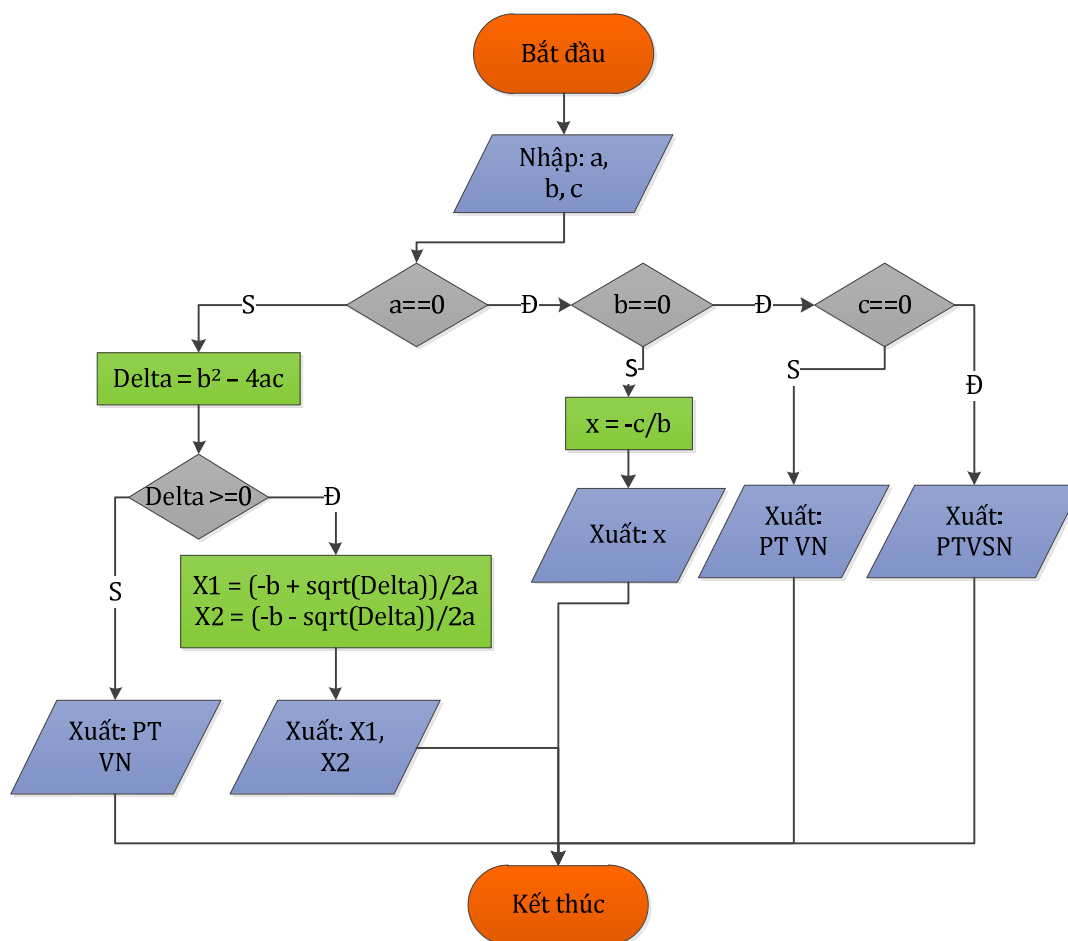 Bắt đầu
Nhập: a,
b, c
a==0
S
Đ
b==0
Đ
c==0
S
S
Đ
Delta = b² – 4ac
x = -c/b
Delta >=0
Đ
S
Xuất: x
Xuất:
PT VN
Xuất:
PTVSN
X1 = (-b + sqrt(Delta))/2a
X2 = (-b - sqrt(Delta))/2a
Xuất: PT
VN
Xuất: X1,
X2
Kết thúc